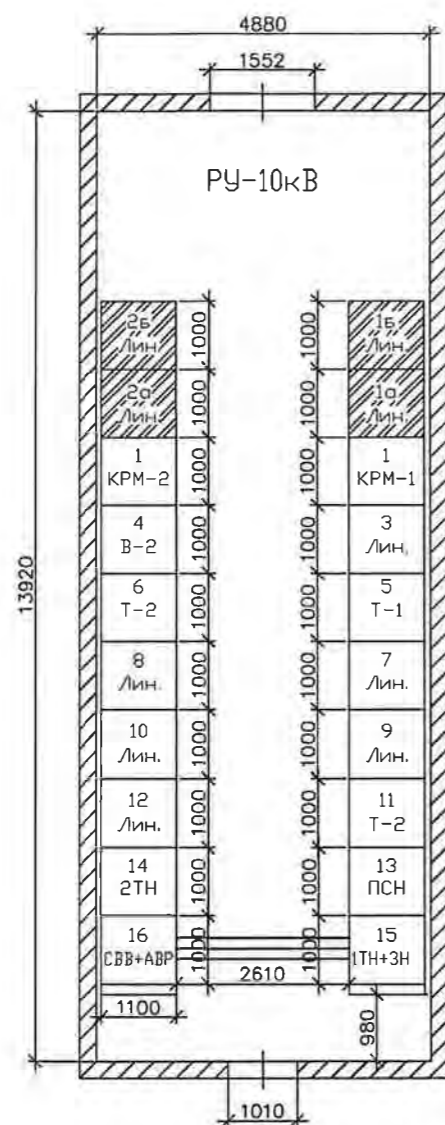 4880
1552
РУ-10кВ
2б
Лин.
1000
1000
1б
Лин.
2а
Лин.
1000
1000
1а
Лин.
1
КРМ-2
1000
1000
1
КРМ-1
4
В-2
1000
1000
3
Лин.
13920
6
Т-2
1000
1000
5
Т-1
8
Лин.
1000
1000
7
Лин.
10
Лин.
1000
1000
9
Лин.
12
Лин.
1000
1000
11
Т-2
14
2ТН
1000
1000
13
ПСН
16
СВВ+АВР
1000
1000
15
1ТН+ЗН
2610
1100
980
1010